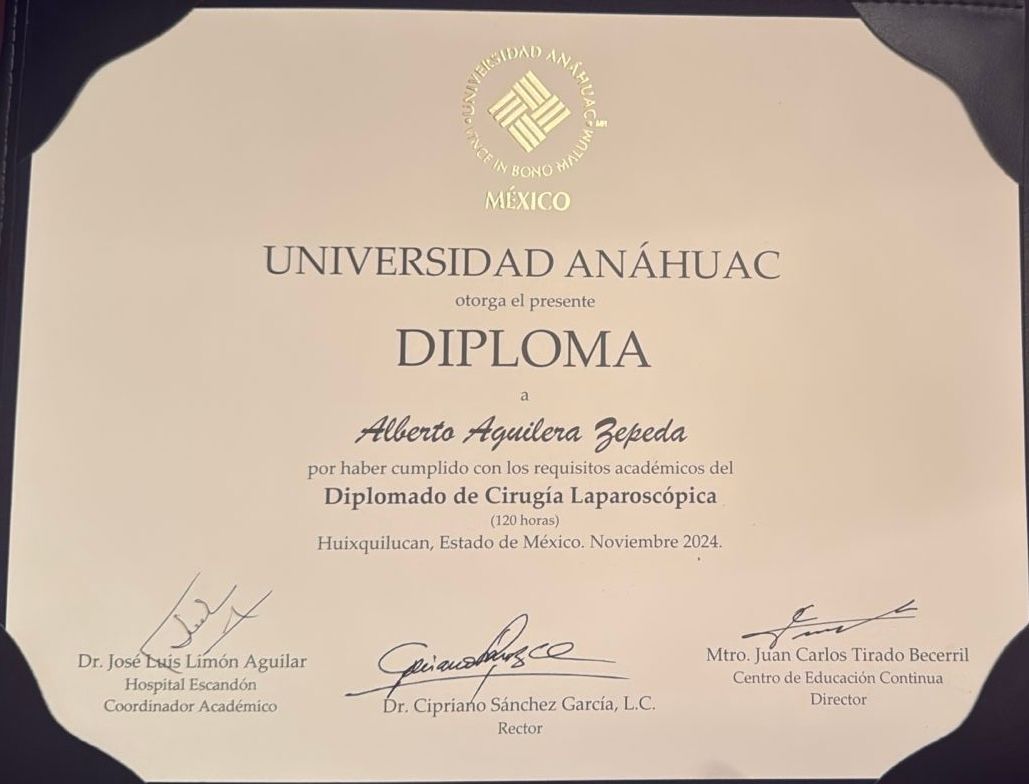 UNIVERSIDAD ANÁHUAC MR
VINCE IN BONO MALUM
MÉXICO
UNIVERSIDAD ANÁHUAC
otorga el presente
DIPLOMA
a
Alberto Aguilera Zepeda
por haber cumplido con los requisitos académicos del
Diplomado de Cirugía Laparoscópica
(120 horas)
Huixquilucan, Estado de México. Noviembre 2024.
Dr. José Luis Limón Aguilar
Hospital Escandón
Coordinador Académico
Dr. Cipriano Sánchez García, L.C.
Rector
Mtro. Juan Carlos Tirado Becerril
Centro de Educación Continua
Director